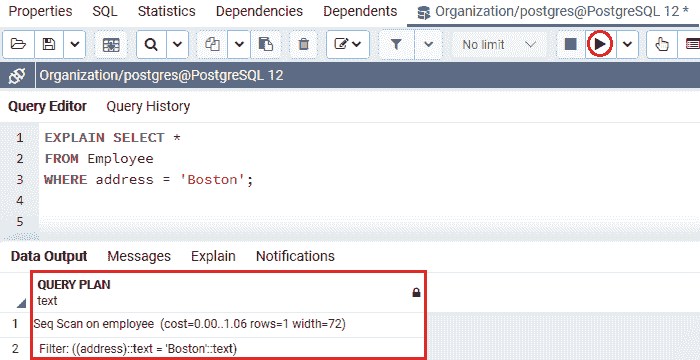 Properties SQL Statistics Dependencies Dependents Organization/postgres@PostgreSQL 12 *
No limit
Organization/postgres@PostgreSQL 12
Query Editor Query History
1 EXPLAIN SELECT *
2 FROM Employee
3 WHERE address = 'Boston';
4
5
Data Output Messages Explain Notifications
QUERY PLAN
text
1 Seq Scan on employee (cost=0.00..1.06 rows=1 width=72)
2 Filter: ((address)::text = 'Boston'::text)